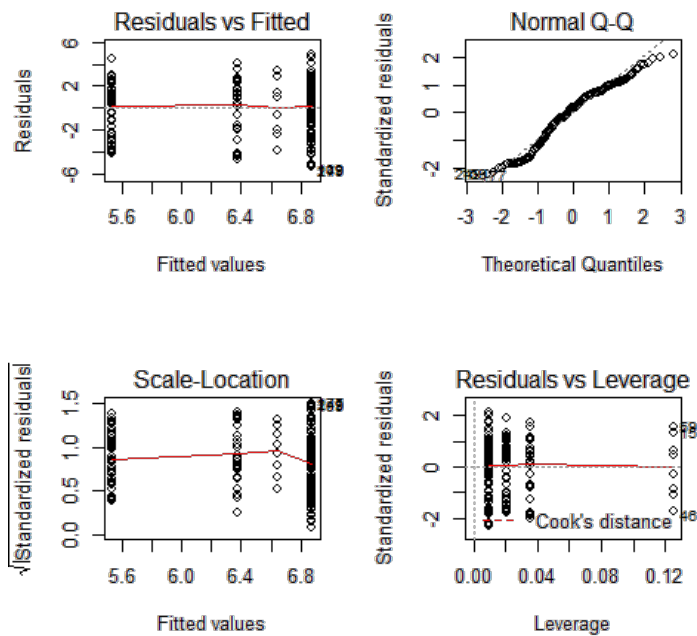 Residuals vs Fitted
Residuals
6
2
-2
-6
5.6
6.0
6.4
6.8
Fitted values
Normal Q-Q
Standardized residuals
2
1
0
-2
-3
-2
-1
0
1
2
3
Theoretical Quantiles
Scale-Location
√|Standardized residuals|
1.5
1.0
0.5
0.0
5.6
6.0
6.4
6.8
Fitted values
Residuals vs Leverage
Standardized residuals
2
0
-2
59
15
46
Cook's distance
0.00
0.04
0.08
0.12
Leverage